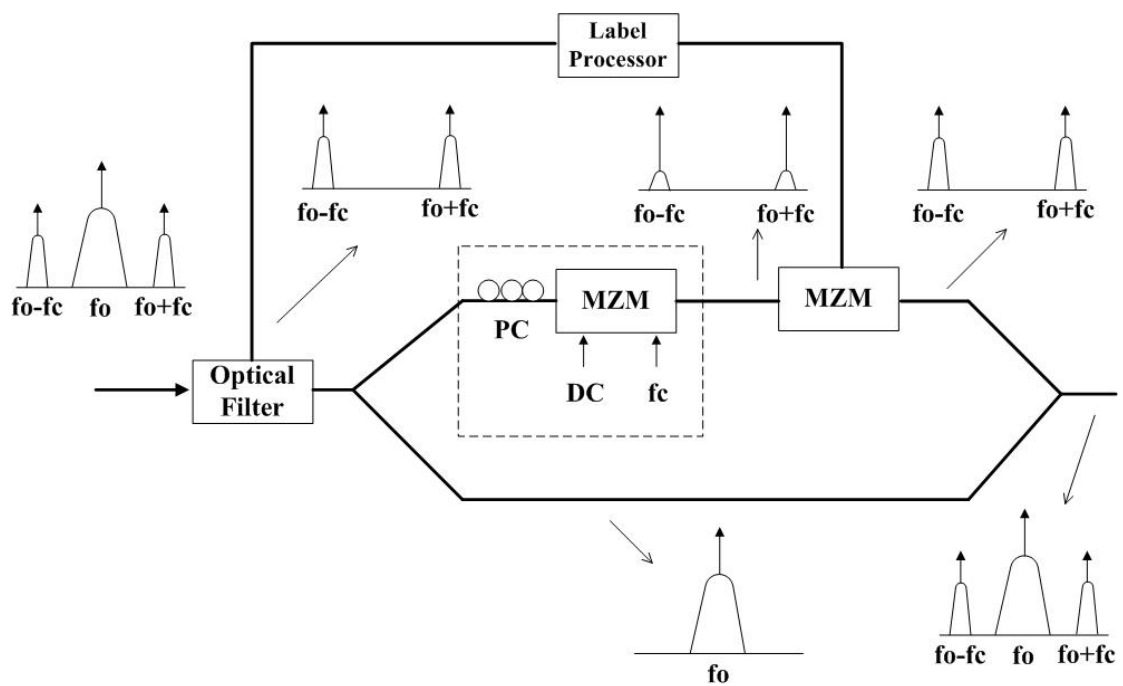 Label
Processor
fo-fc
fo+fc
fo-fc
fo+fc
fo-fc
fo+fc
fo-fc
fo
fo+fc
PC
MZM
MZM
Optical
Filter
DC
fc
fo
fo-fc
fo
fo+fc